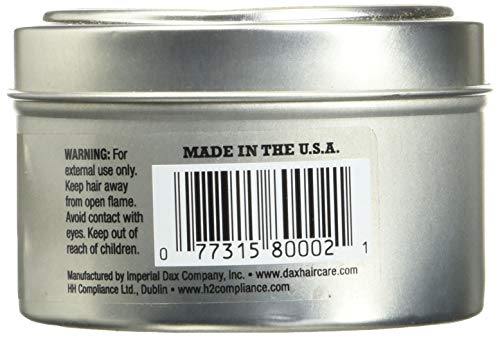 WARNING: For
external use only.
Keep hair away
from open flame.
Avoid contact with
eyes. Keep out of
reach of children.
MADE IN THE U.S.A.
0 77315 80002 1
Manufactured by Imperial Dax Company, Inc. • www.daxhaircare.com
HH Compliance Ltd., Dublin • www.h2compliance.com